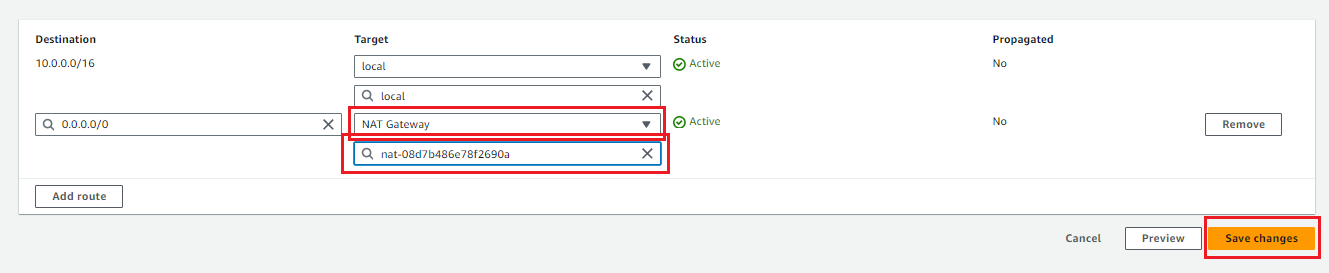 Destination Target Status Propagated
10.0.0.0/16 local Active No
local
0.0.0.0/0 NAT Gateway Active No Remove
nat-08d7b486e78f2690a
Add route
Cancel Preview Save changes